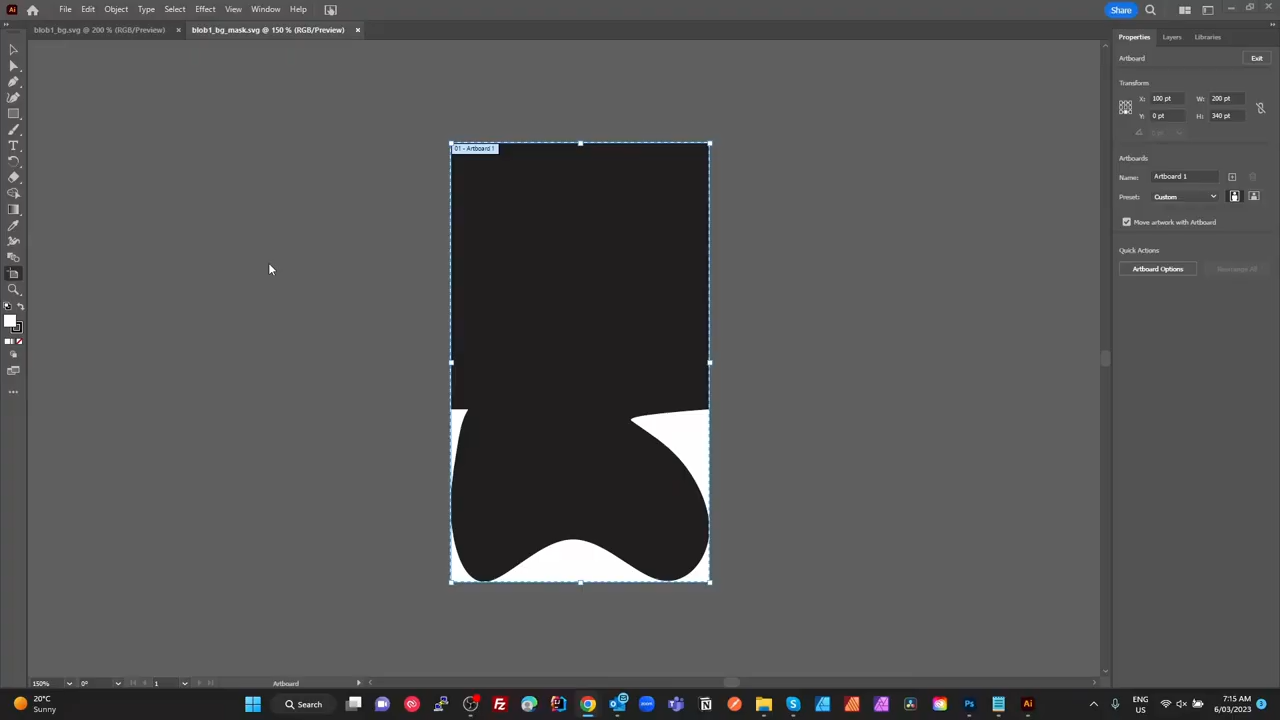 File Edit Object Type Select Effect View Window Help
Share
blob1_bg.svg @ 200 % (RGB/Preview) × blob1_bg_mask.svg @ 150 % (RGB/Preview) ×
Properties Layers Libraries
Artboard Exit
Transform
X: 100 pt W: 200 pt
Y: 0 pt H: 340 pt
Artboards
Name: Artboard 1
Preset: Custom
Move artwork with Artboard
Quick Actions
Artboard Options Rearrange All
01 - Artboard 1
150% 0° 1 Artboard
20°C
Sunny
Search
ENG
US
7:15 AM
6/03/2023